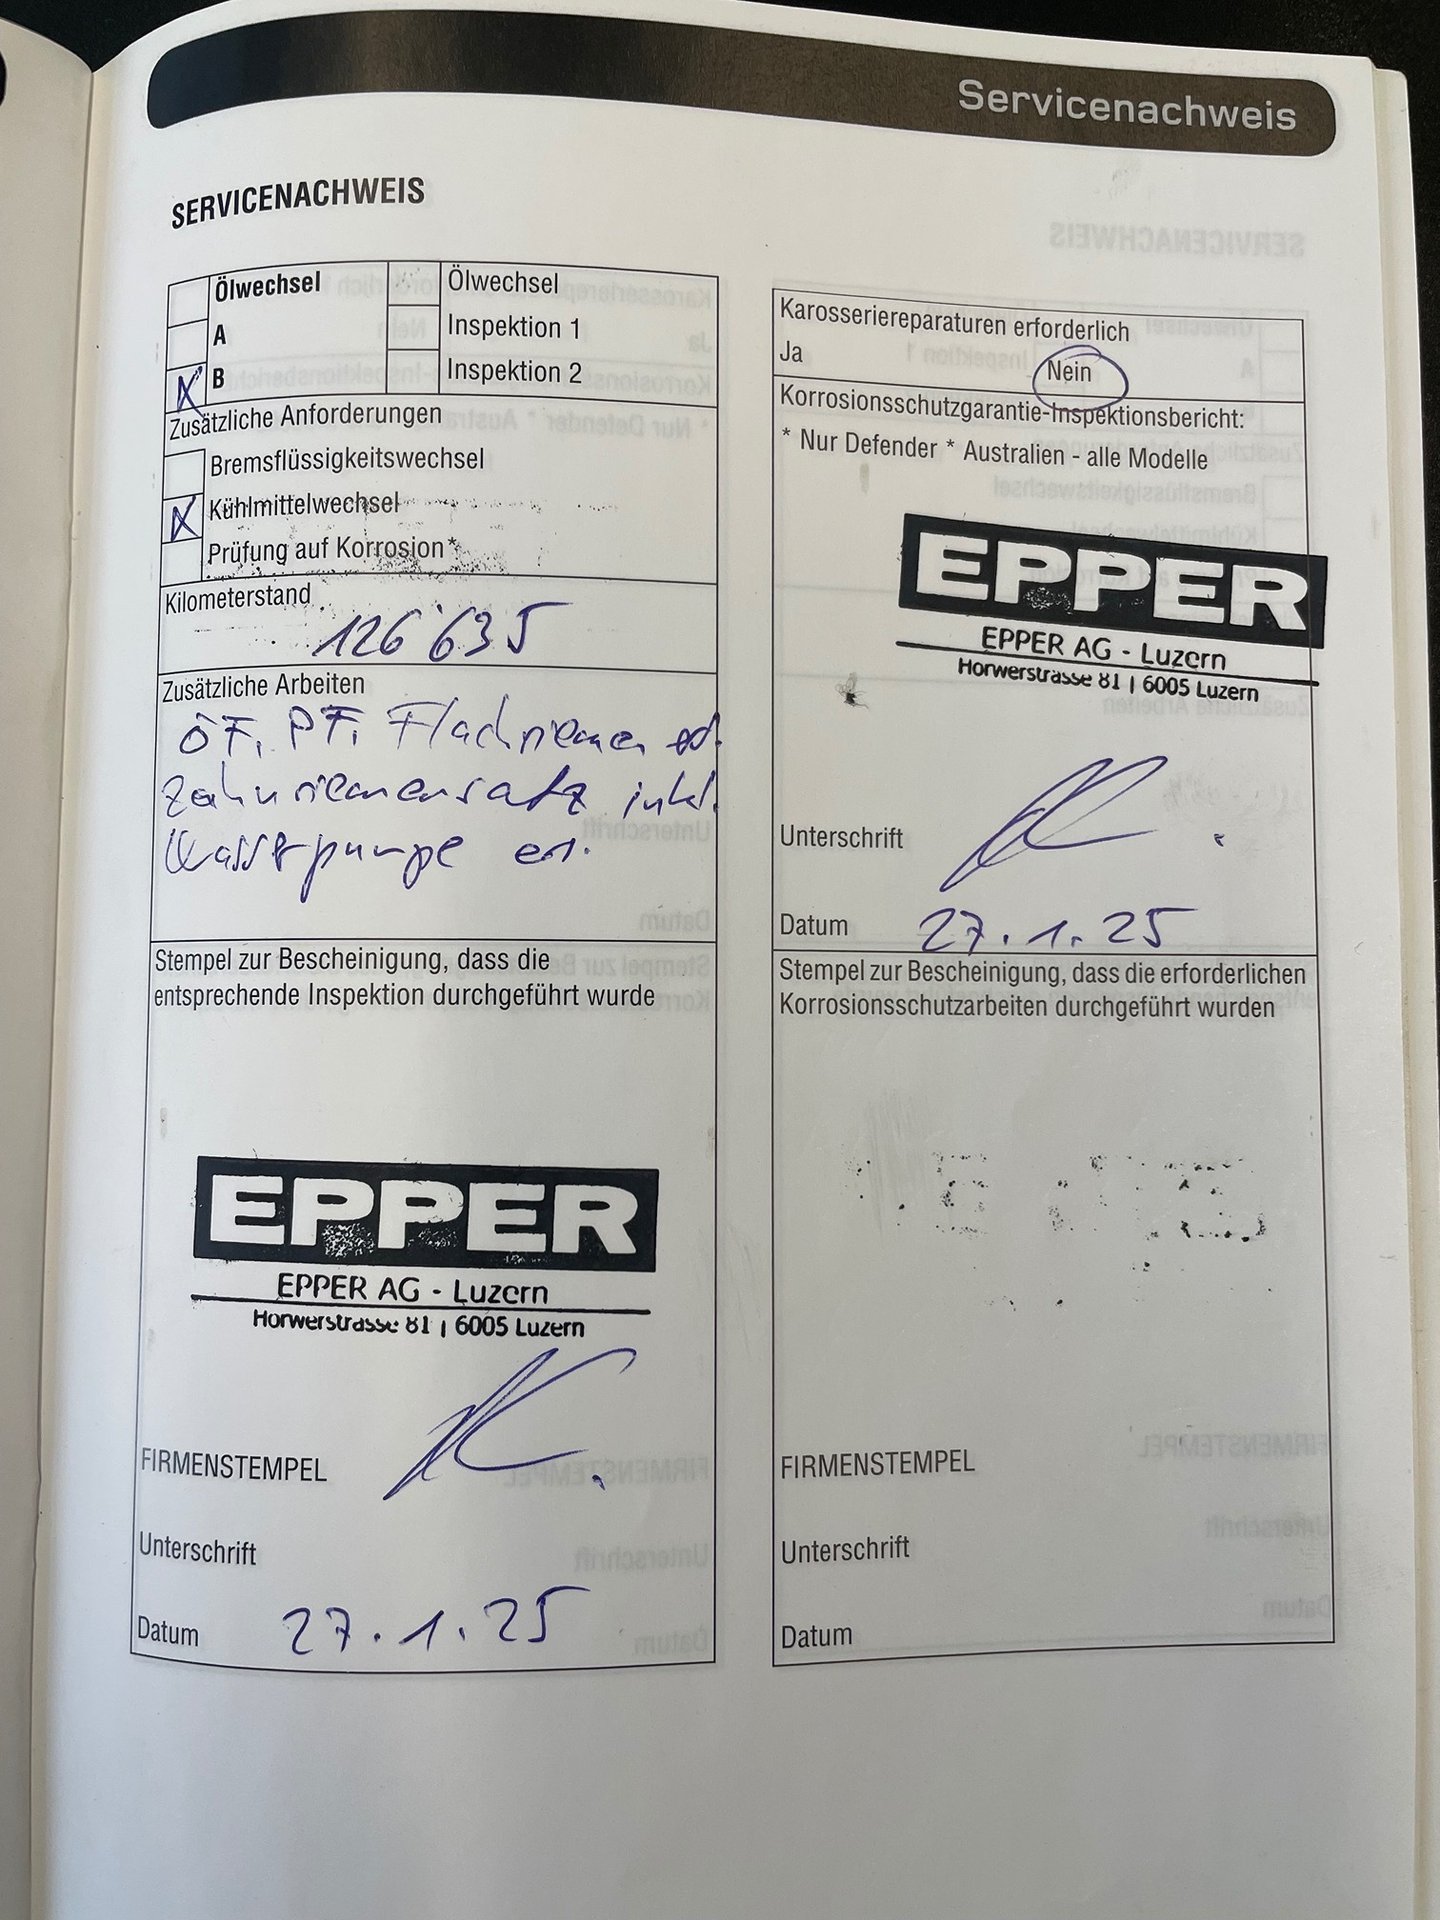 Servicenachweis
SERVICENACHWEIS
Ölwechsel
A
B
Ölwechsel
Inspektion 1
Inspektion 2
Zusätzliche Anforderungen
Bremsflüssigkeitswechsel
Kühlmittelwechsel
Prüfung auf Korrosion*
Kilometerstand
126'635
Zusätzliche Arbeiten
ÖF, PF, Flachriemen
Zahnriemensatz inkl.
Wasserpumpe ers.
Stempel zur Bescheinigung, dass die
entsprechende Inspektion durchgeführt wurde
EPPER
EPPER AG - Luzern
Horwerstrasse 81 | 6005 Luzern
FIRMENSTEMPEL
Unterschrift
Datum 27.1.25
Karosseriereparaturen erforderlich
Ja Nein
Korrosionsschutzgarantie-Inspektionsbericht:
* Nur Defender * Australien - alle Modelle
EPPER
EPPER AG - Luzern
Horwerstrasse 81 | 6005 Luzern
Unterschrift
Datum 27.1.25
Stempel zur Bescheinigung, dass die erforderlichen
Korrosionsschutzarbeiten durchgeführt wurden
FIRMENSTEMPEL
Unterschrift
Datum